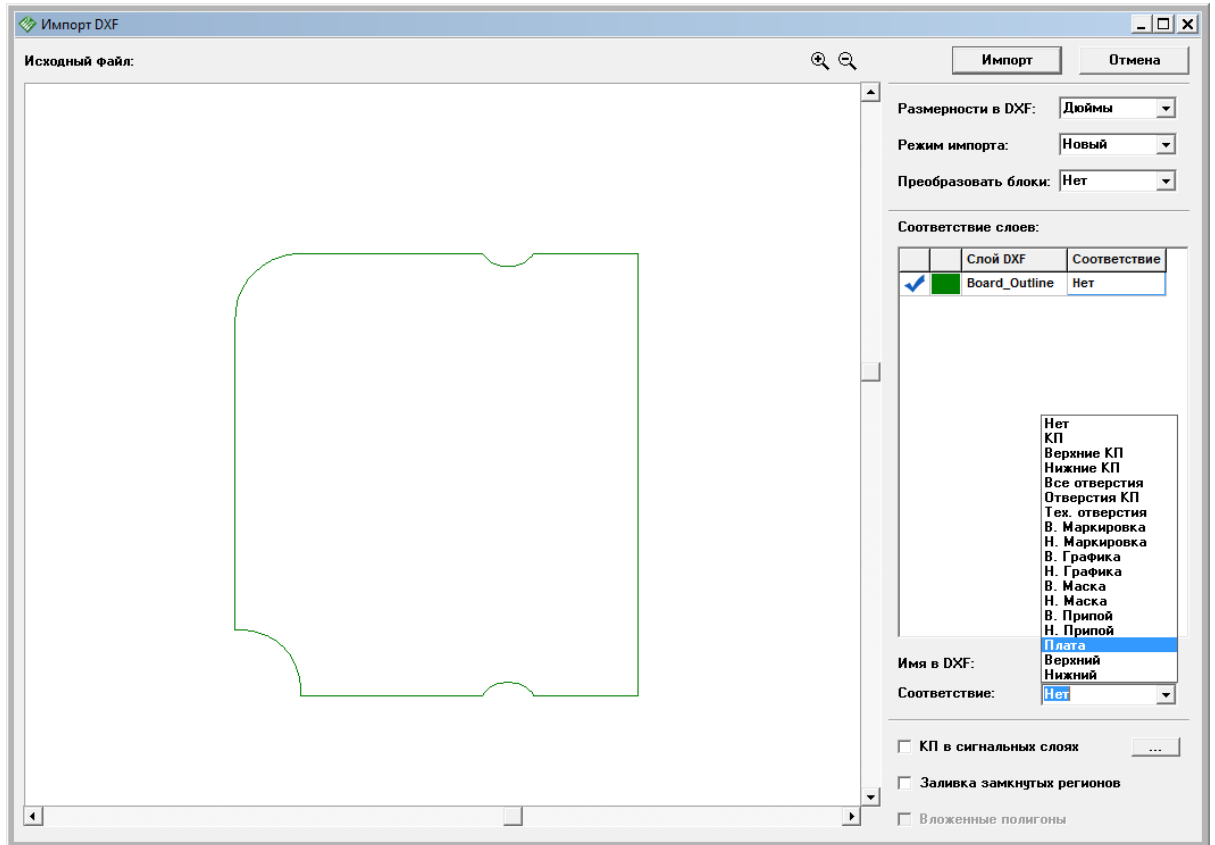 Импорт DXF
Исходный файл:
Импорт
Отмена
Размерности в DXF:
Дюймы
Режим импорта:
Новый
Преобразовать блоки:
Нет
Соответствие слоев:
Слой DXF
Соответствие
Board_Outline
Нет
Нет
КП
Верхние КП
Нижние КП
Все отверстия
Отверстия КП
Тех. отверстия
В. Маркировка
Н. Маркировка
В. Графика
Н. Графика
В. Маска
Н. Маска
В. Припой
Н. Припой
Плата
Верхний
Нижний
Имя в DXF:
Соответствие:
Нет
КП в сигнальных слоях
...
Заливка замкнутых регионов
Вложенные полигоны